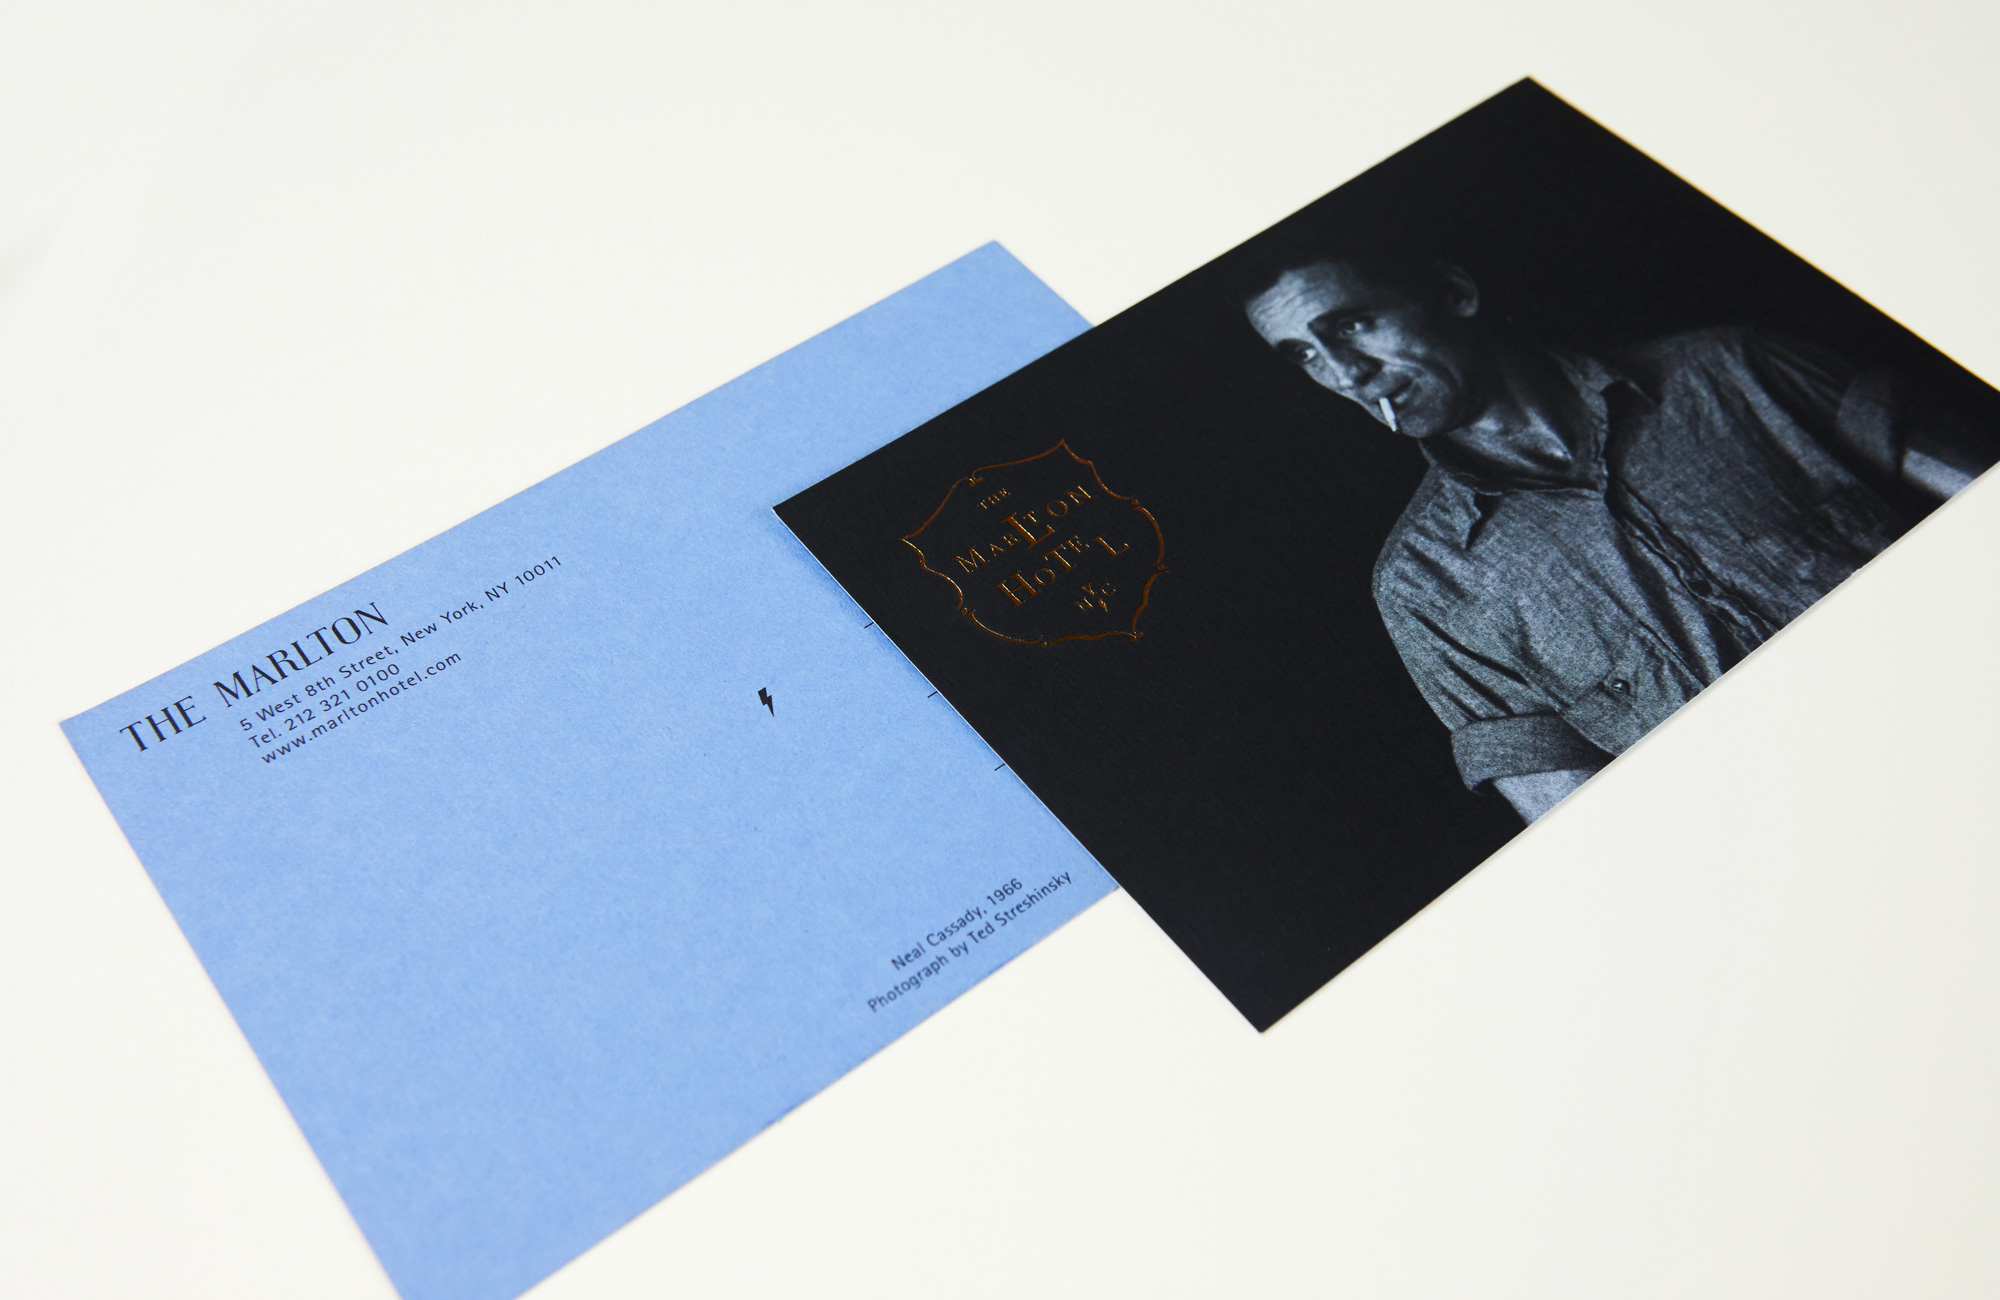 THE MARLTON
5 West 8th Street, New York, NY 10011
Tel. 212 321 0100
www.marltonhotel.com
Neal Cassady, 1966
Photograph by Ted Streshinsky
THE
MARLTON
HOTEL
NYC